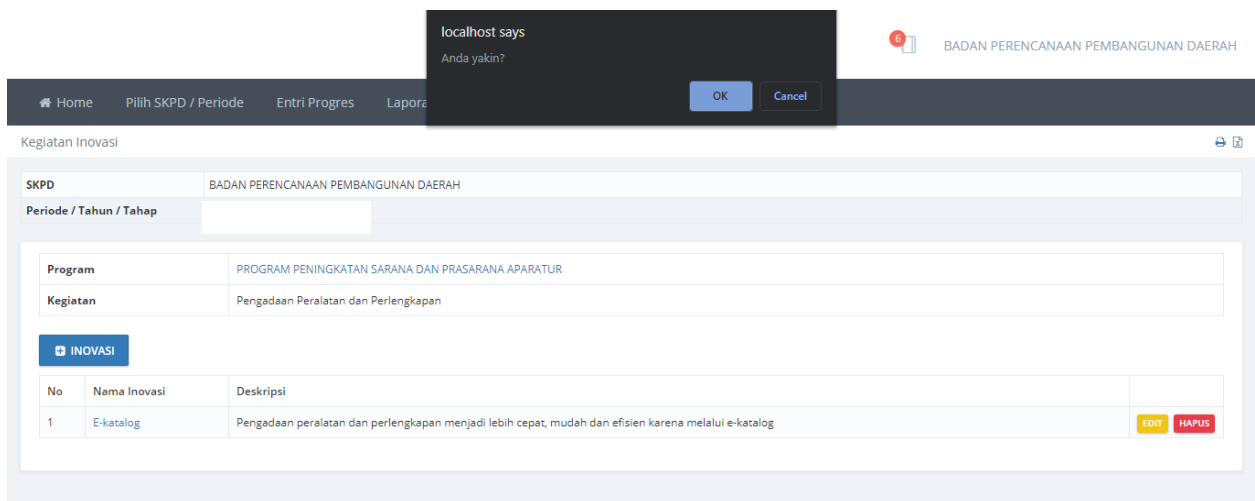 localhost says
Anda yakin?
OK Cancel
6 BADAN PERENCANAAN PEMBANGUNAN DAERAH
Home Pilih SKPD / Periode Entri Progres Lapora
Kegiatan Inovasi
SKPD BADAN PERENCANAAN PEMBANGUNAN DAERAH
Periode / Tahun / Tahap
Program PROGRAM PENINGKATAN SARANA DAN PRASARANA APARATUR
Kegiatan Pengadaan Peralatan dan Perlengkapan
INOVASI
No Nama Inovasi Deskripsi
1 E-katalog Pengadaan peralatan dan perlengkapan menjadi lebih cepat, mudah dan efisien karena melalui e-katalog EDIT HAPUS